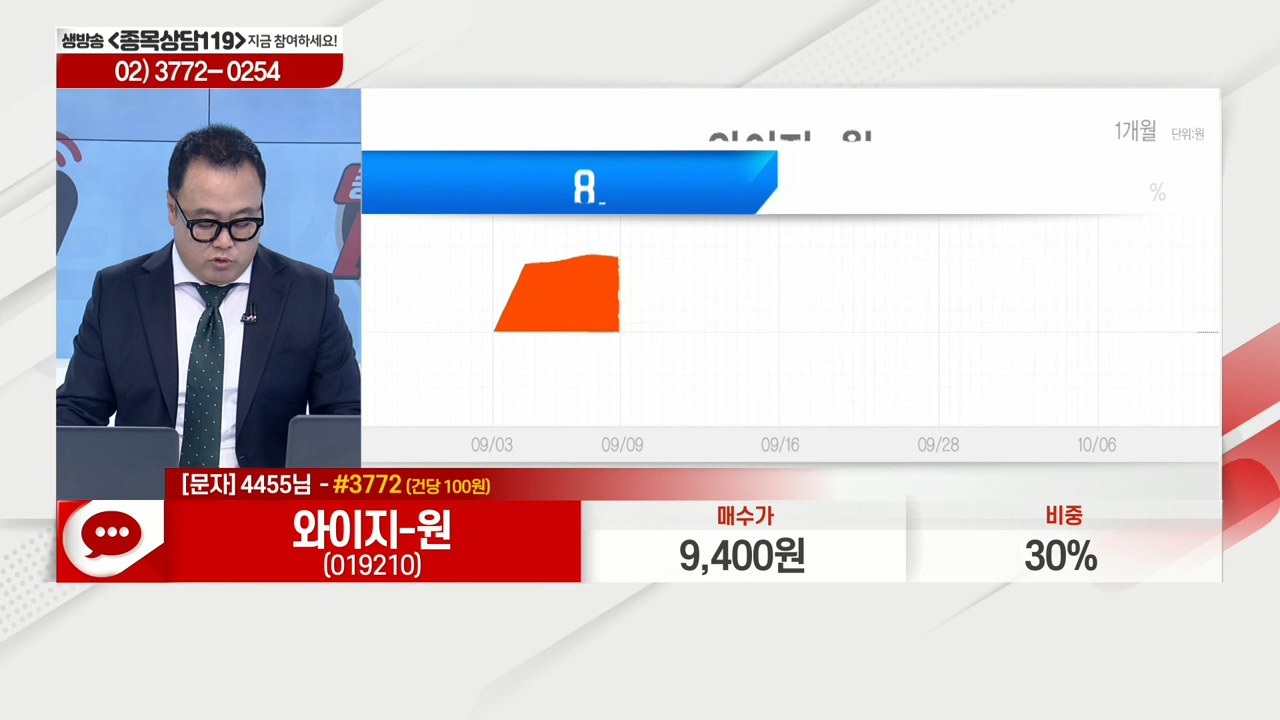 생방송 <종목상담119> 지금 참여하세요!
02) 3772-0254
1개월 단위:원
8
%
09/03 09/09 09/16 09/28 10/06
[문자] 4455님 - #3772 (건당 100원)
와이지-원
(019210)
매수가
9,400원
비중
30%